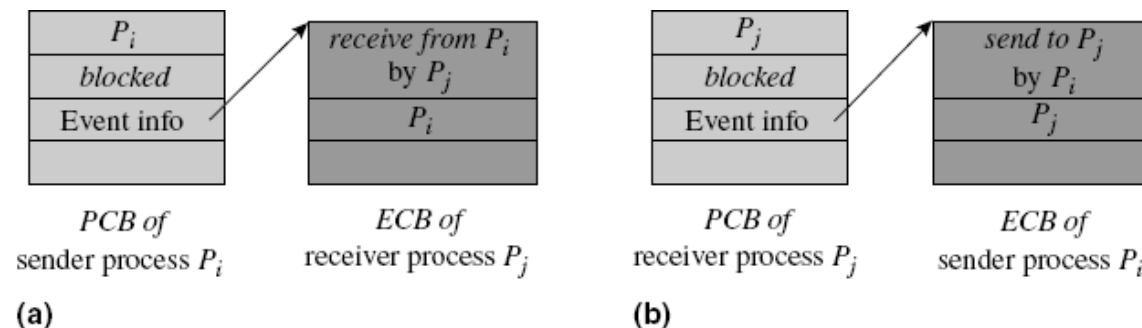 P_i
blocked
Event info
receive from P_i
by P_j
P_i
PCB of
sender process P_i
ECB of
receiver process P_j
(a)
P_j
blocked
Event info
send to P_j
by P_i
P_j
PCB of
receiver process P_j
ECB of
sender process P_i
(b)